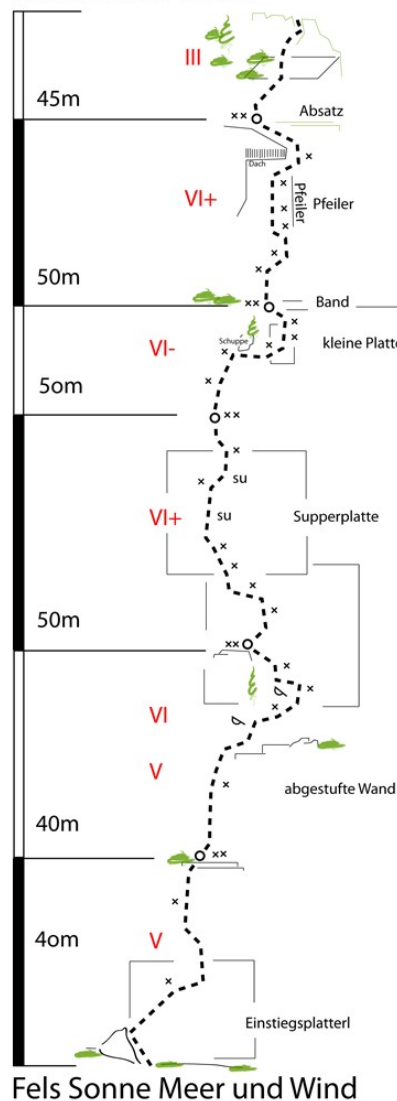 III
45m
Absatz
Dach
VI+
Pfeiler
Pfeiler
50m
Band
VI-
Schuppe
kleine Platte
5om
su
VI+
su
Supperplatte
50m
VI
V
abgestufte Wand
40m
4om
V
Einstiegsplatterl
Fels Sonne Meer und Wind